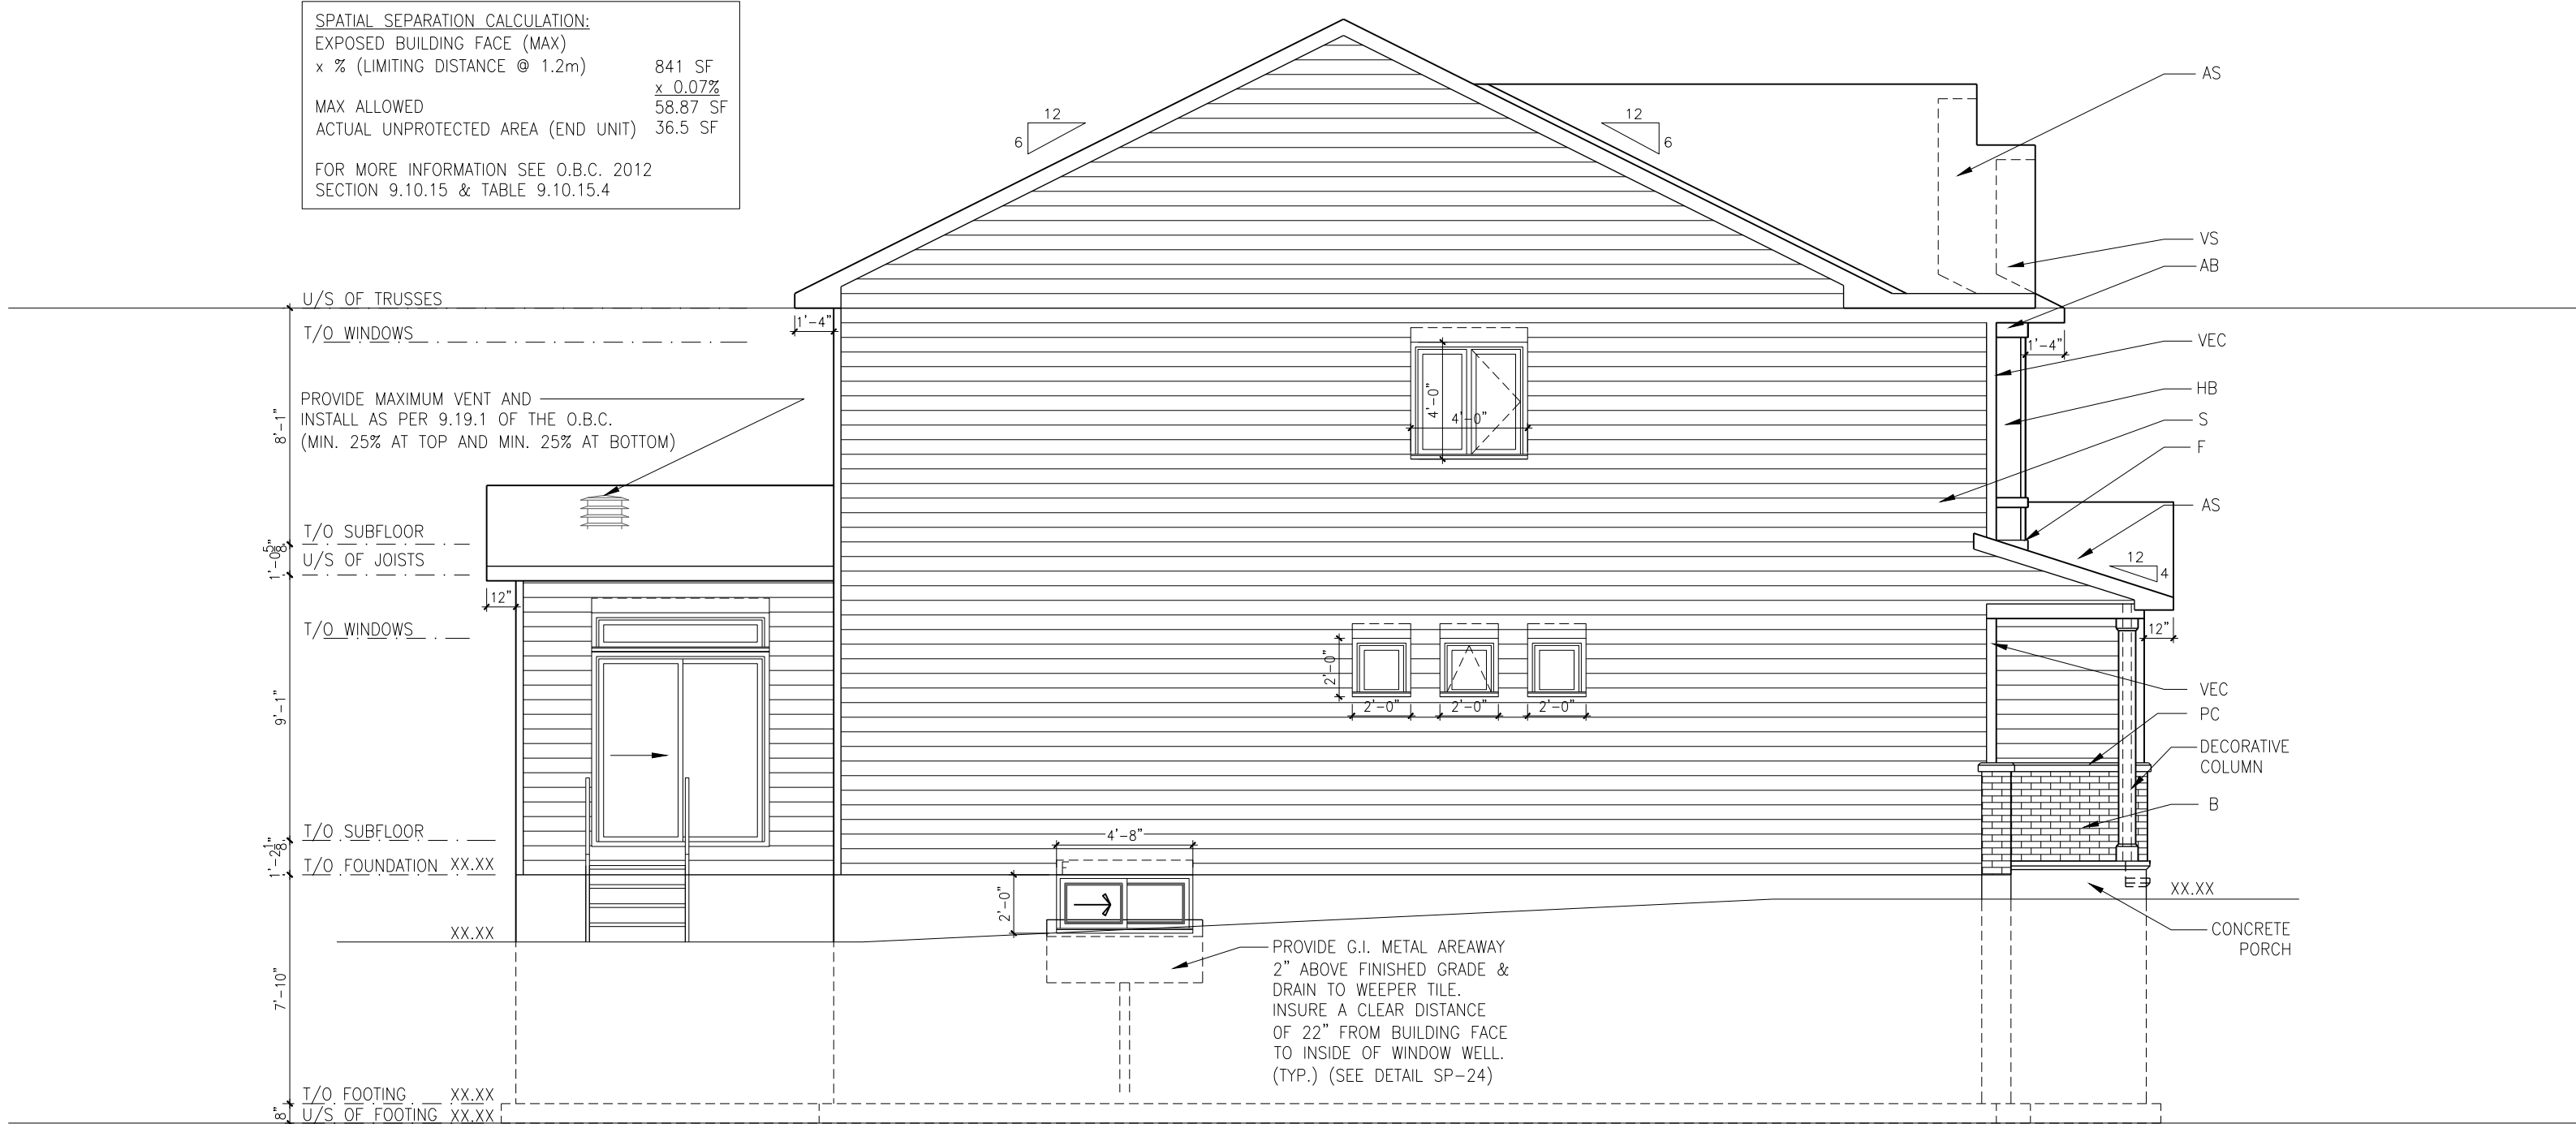 SPATIAL SEPARATION CALCULATION:
EXPOSED BUILDING FACE (MAX)
x % (LIMITING DISTANCE @ 1.2m) 841 SF
x 0.07%
MAX ALLOWED 58.87 SF
ACTUAL UNPROTECTED AREA (END UNIT) 36.5 SF
FOR MORE INFORMATION SEE O.B.C. 2012
SECTION 9.10.15 & TABLE 9.10.15.4
12
6
12
6
AS
VS
AB
VEC
HB
S
F
AS
12
4
12"
VEC
PC
DECORATIVE
COLUMN
B
XX.XX
CONCRETE
PORCH
U/S OF TRUSSES
T/O WINDOWS
1'-4"
1'-4"
8'-1"
PROVIDE MAXIMUM VENT AND
INSTALL AS PER 9.19.1 OF THE O.B.C.
(MIN. 25% AT TOP AND MIN. 25% AT BOTTOM)
4'-0"
4'-0"
T/O SUBFLOOR
1'-0 5/8"
U/S OF JOISTS
12"
T/O WINDOWS
9'-1"
2'-0"
2'-0"
2'-0"
2'-0"
T/O SUBFLOOR
1'-2 1/8"
T/O FOUNDATION XX.XX
4'-8"
F
2'-0"
XX.XX
7'-10"
PROVIDE G.I. METAL AREAWAY
2" ABOVE FINISHED GRADE &
DRAIN TO WEEPER TILE.
INSURE A CLEAR DISTANCE
OF 22" FROM BUILDING FACE
TO INSIDE OF WINDOW WELL.
(TYP.) (SEE DETAIL SP-24)
T/O FOOTING XX.XX
8"
U/S OF FOOTING XX.XX